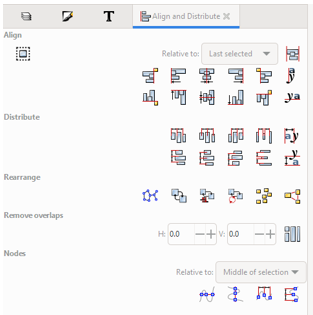 T Align and Distribute
Align
Relative to: Last selected
y
ya
Distribute
a y
y
a
Rearrange
Remove overlaps
H: 0.0 − + V: 0.0 − +
Nodes
Relative to: Middle of selection